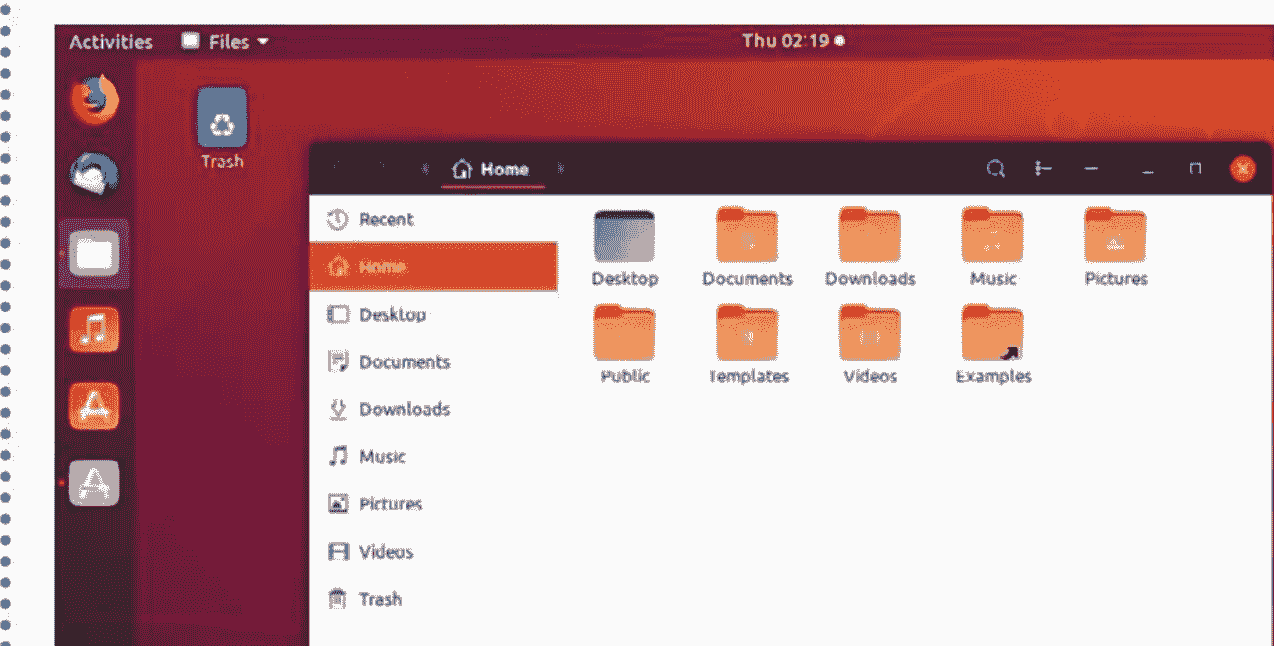 Activities Files Thu 02:19
Trash
Home
Recent
Home
Desktop
Documents
Downloads
Music
Pictures
Videos
Trash
Desktop Documents Downloads Music Pictures
Public Templates Videos Examples